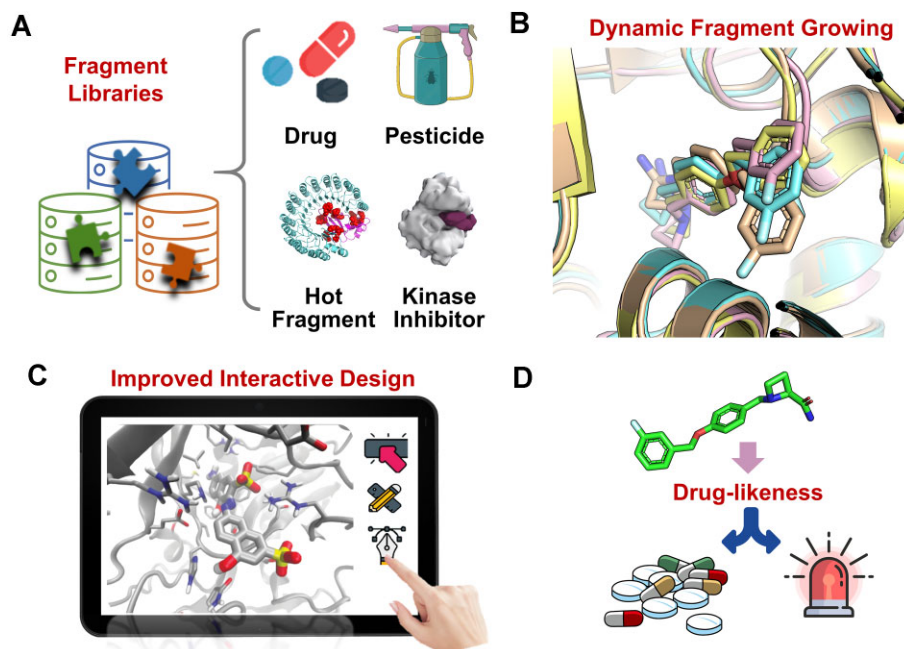 A
Fragment
Libraries
Drug
Pesticide
Hot
Fragment
Kinase
Inhibitor
B
Dynamic Fragment Growing
C
Improved Interactive Design
D
Drug-likeness